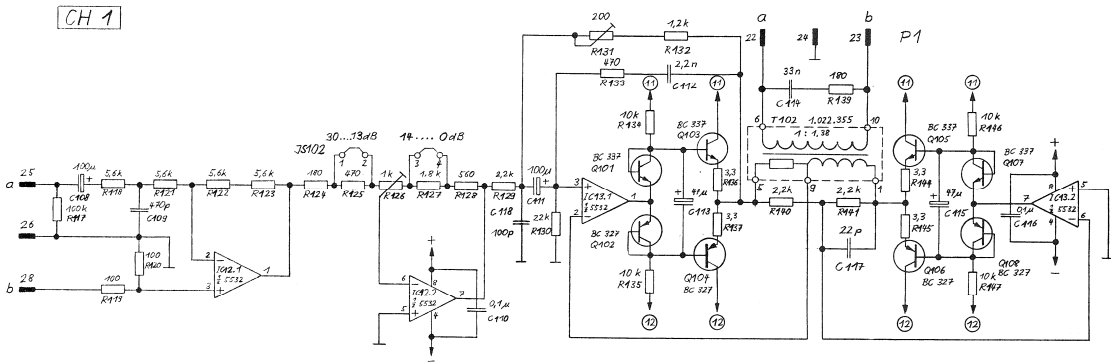 CH 1
200
R131
1,2k
R132
470
R133
2,2n
C112
11
11
a
b
22
24
23
P1
33n
C114
180
R139
11
11
6
T102
1.022.355
10
1 : 1,38
5
9
1
10k
R134
BC 337
Q103
BC 337
Q101
3,3
R136
3,3
R137
C113
BC 327
Q102
10k
R135
Q104
BC 327
12
12
2,2k
R140
2,2k
R141
22p
C117
BC 337
Q105
10k
R146
BC 337
Q107
3,3
R144
3,3
R145
47µ
C115
Q106
BC 327
Q108
BC 327
10k
R147
12
12
7
0,1µ
C116
+
8
IC13.2
½ 5532
4
-
5
6
25
a
100µ
+
C108
5,6k
R118
5,6k
R121
5,6k
R122
5,6k
R123
100k
R117
470p
C109
26
28
b
100
R120
100
R119
2
3
IC12.1
½ 5532
1
180
R124
30....13dB
JS102
1
2
470
R125
1k
R126
14....0dB
3
4
1.8k
R127
560
R128
2,2k
R129
C118
100p
100µ
+
C111
22k
R130
3
2
IC13.1
½ 5532
1
6
5
½ 5532
7
+
8
4
-
0,1µ
C110